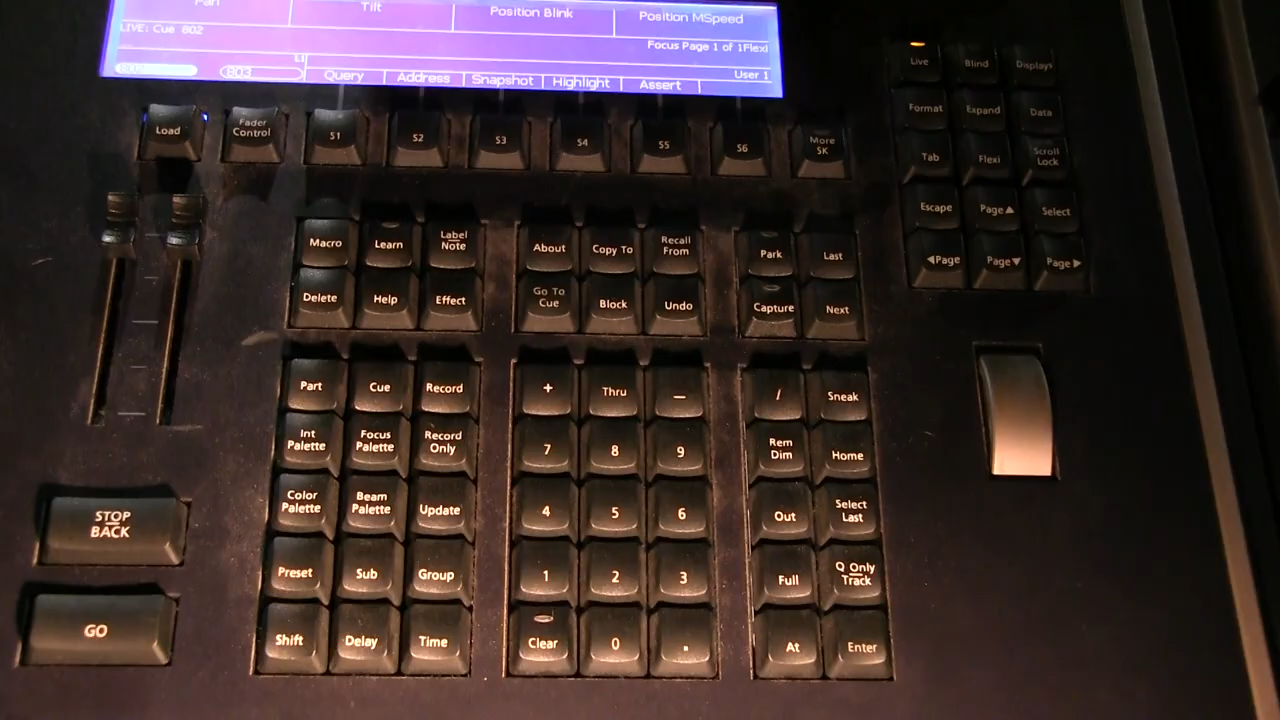 Pan Tilt Position Blink Position MSpeed
LIVE: Cue 802
Focus Page 1 of 1Flexi
803 Query Address Snapshot Highlight Assert User 1
Load Fader Control S1 S2 S3 S4 S5 S6 More SK
Live Blind Display+
Format Expand Data
Tab Flexi Scroll Lock
Escape Page▲ Select
◀Page Page▼ Page▶
Macro Learn Label Note
Delete Help Effect
About Copy To Recall From
Go To Cue Block Undo
Park Last
Capture Next
Part Cue Record
Int Palette Focus Palette Record Only
Color Palette Beam Palette Update
Preset Sub Group
Shift Delay Time
+ Thru –
7 8 9
4 5 6
1 2 3
Clear 0 .
/ Sneak
Rem Dim Home
Out Select Last
Full Q Only Track
At Enter
STOP
BACK
GO